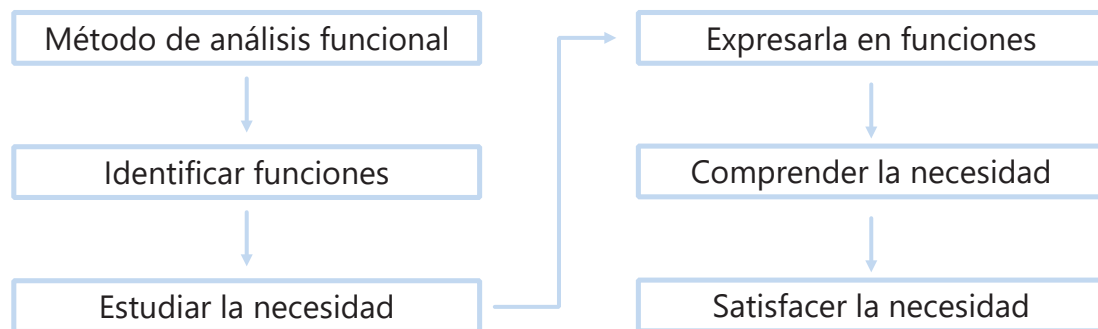 Método de análisis funcional
Identificar funciones
Estudiar la necesidad
Expresarla en funciones
Comprender la necesidad
Satisfacer la necesidad